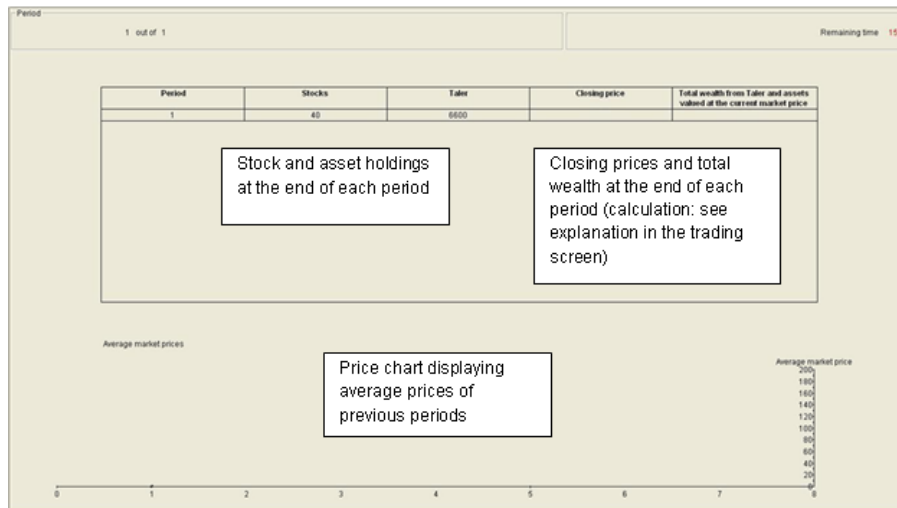 Period
1 out of 1
Remaining time 15
Period Stocks Taler Closing price Total wealth from Taler and assets
valued at the current market price
1 40 6600
Stock and asset holdings
at the end of each period
Closing prices and total
wealth at the end of each
period (calculation: see
explanation in the trading
screen)
Average market prices
Price chart displaying
average prices of
previous periods
Average market price
200
180
160
140
120
100
80
60
40
20
0
0 1 2 3 4 5 6 7 8